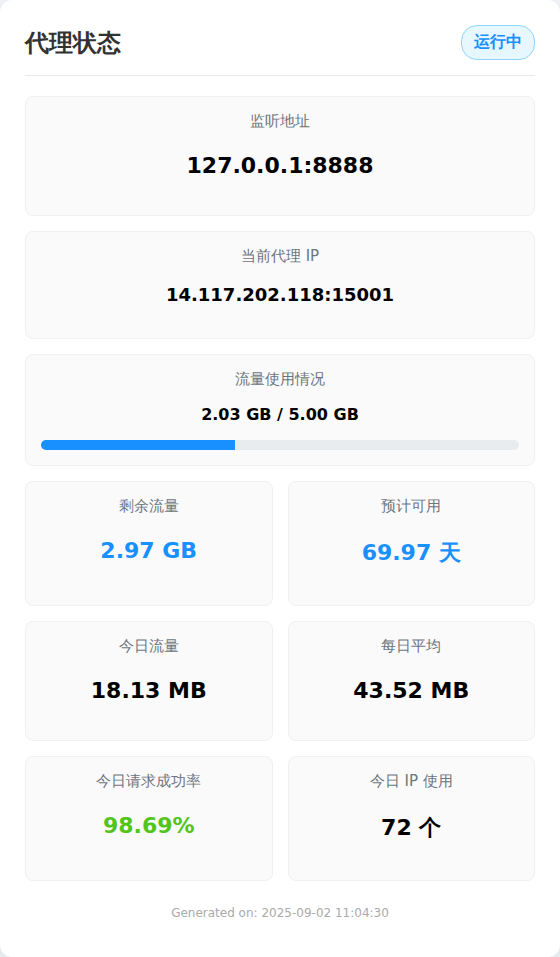 代理状态
运行中
监听地址
127.0.0.1:8888
当前代理 IP
14.117.202.118:15001
流量使用情况
2.03 GB / 5.00 GB
剩余流量
2.97 GB
预计可用
69.97 天
今日流量
18.13 MB
每日平均
43.52 MB
今日请求成功率
98.69%
今日 IP 使用
72 个
Generated on: 2025-09-02 11:04:30